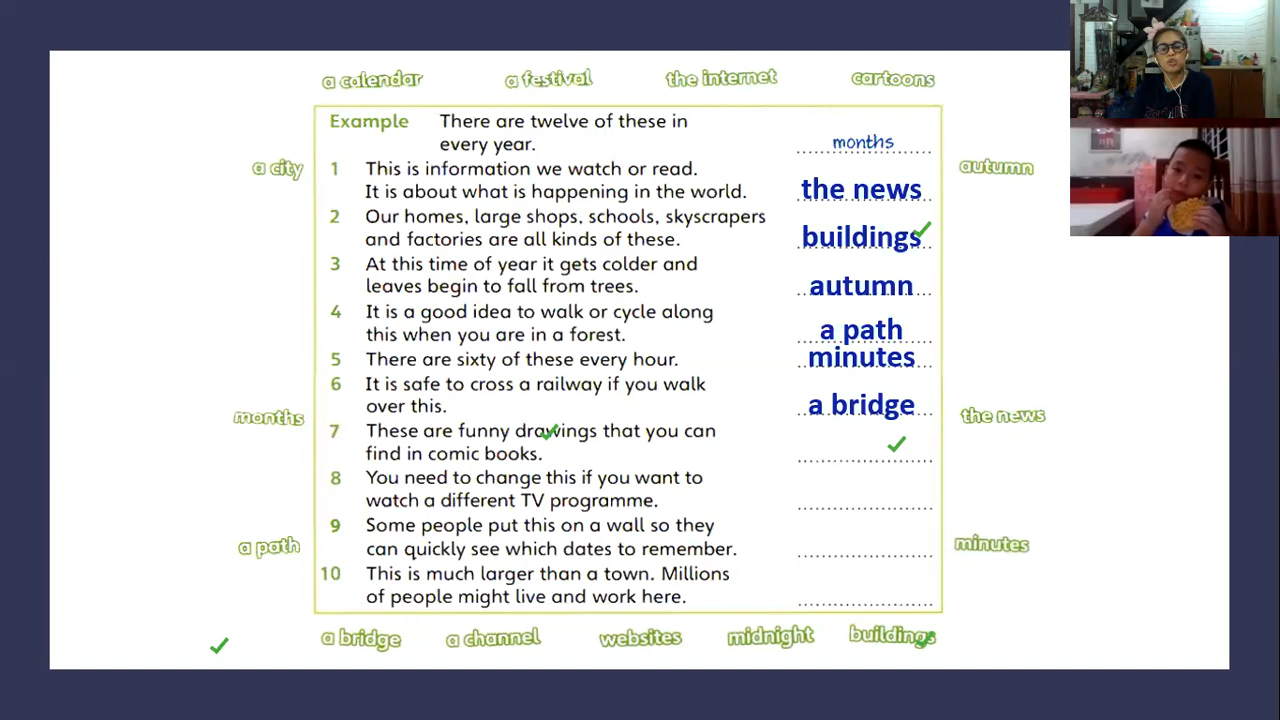 a calendar a festival the internet cartoons
Example There are twelve of these in
every year. months
a city
autumn
1 This is information we watch or read.
It is about what is happening in the world. the news
2 Our homes, large shops, schools, skyscrapers
and factories are all kinds of these. buildings
3 At this time of year it gets colder and
leaves begin to fall from trees. autumn
4 It is a good idea to walk or cycle along
this when you are in a forest. a path
5 There are sixty of these every hour. minutes
6 It is safe to cross a railway if you walk
over this. a bridge
months
the news
7 These are funny drawings that you can
find in comic books.
8 You need to change this if you want to
watch a different TV programme.
9 Some people put this on a wall so they
can quickly see which dates to remember.
a path
minutes
10 This is much larger than a town. Millions
of people might live and work here.
a bridge a channel websites midnight buildings